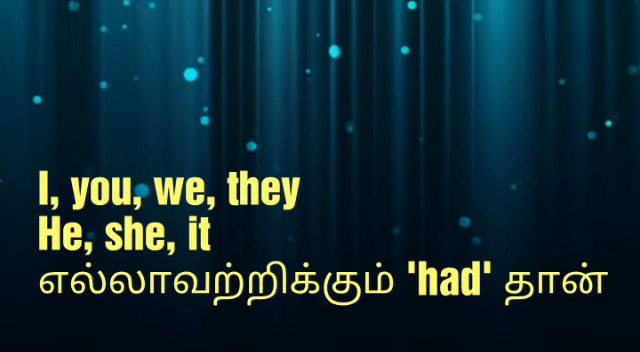 I, you, we, they
He, she, it
எல்லாவற்றிக்கும் 'had' தான்